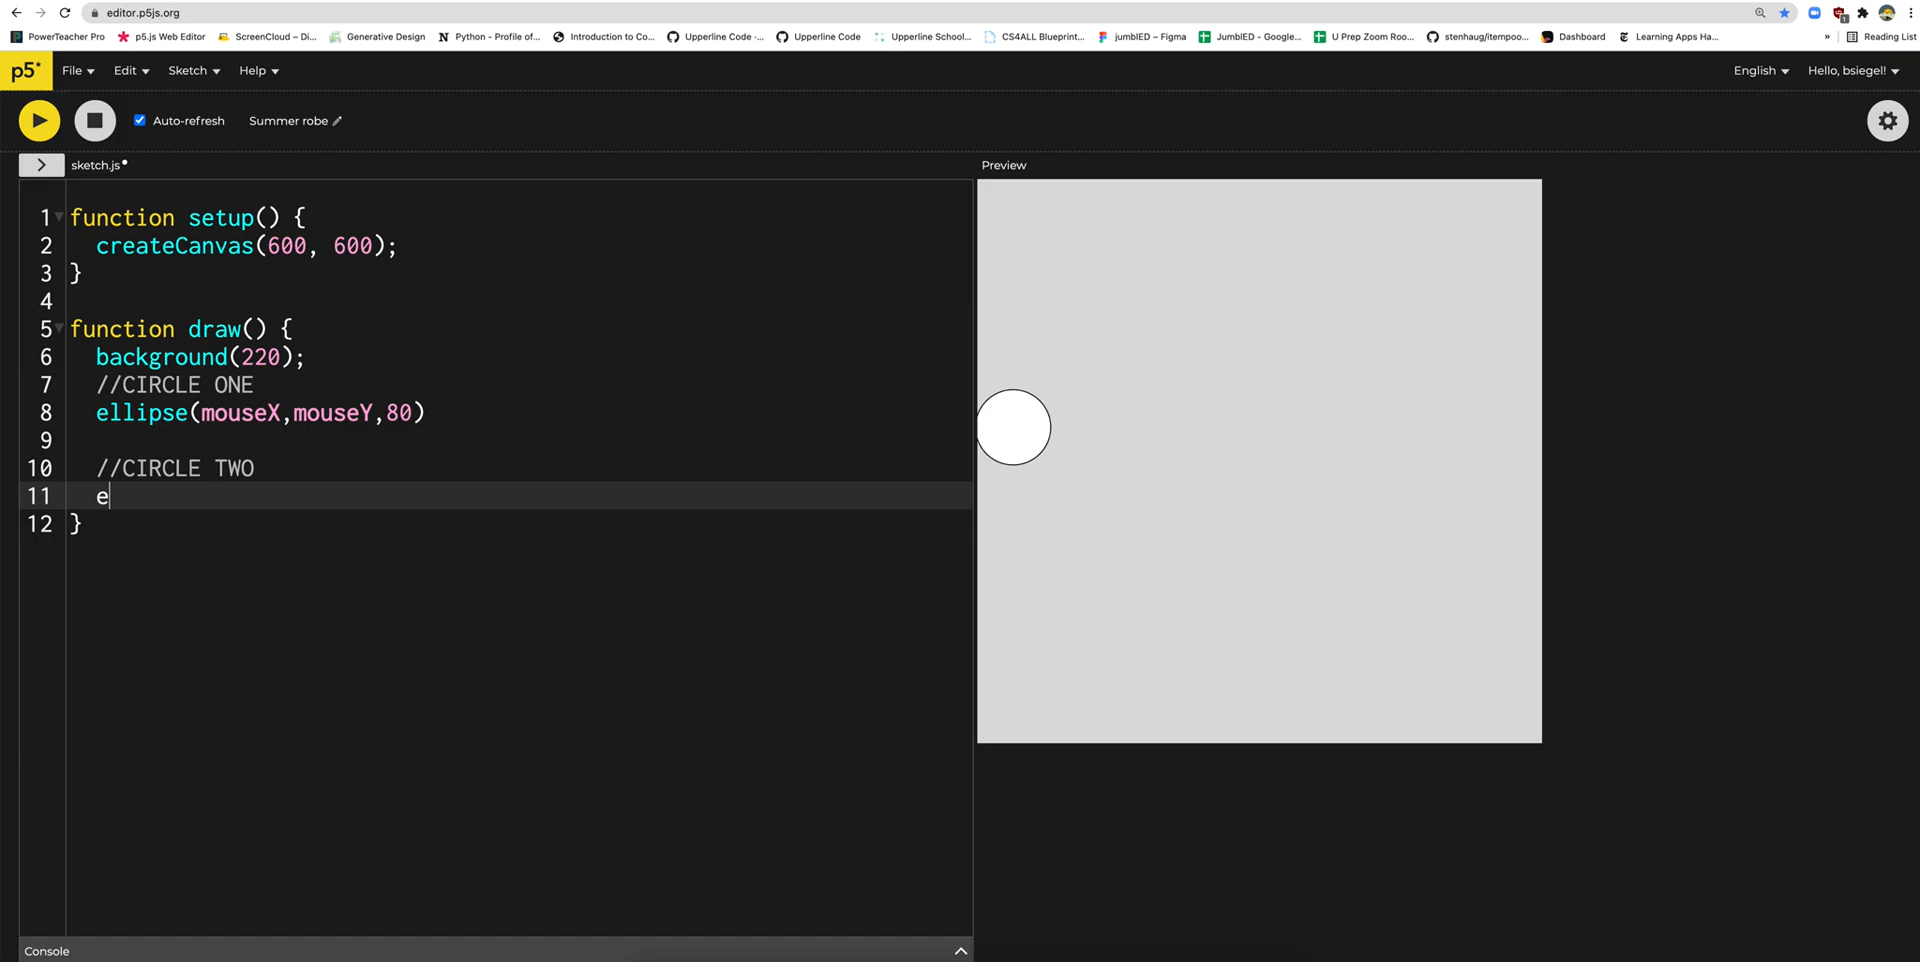 editor.p5js.org
PowerTeacher Pro
p5.js Web Editor
ScreenCloud – Di...
Generative Design
Python - Profile of...
Introduction to Co...
Upperline Code -...
Upperline Code
Upperline School...
CS4ALL Blueprint...
jumblED – Figma
JumblED - Google...
U Prep Zoom Roo...
stenhaug/itempoo...
Dashboard
Learning Apps Ha...
»
Reading List
p5*
File
Edit
Sketch
Help
English
Hello, bsiegel!
Auto-refresh
Summer robe
sketch.js
Preview
1 function setup() {
2 createCanvas(600, 600);
3 }
4
5 function draw() {
6 background(220);
7 //CIRCLE ONE
8 ellipse(mouseX,mouseY,80)
9
10 //CIRCLE TWO
11 e
12 }
Console